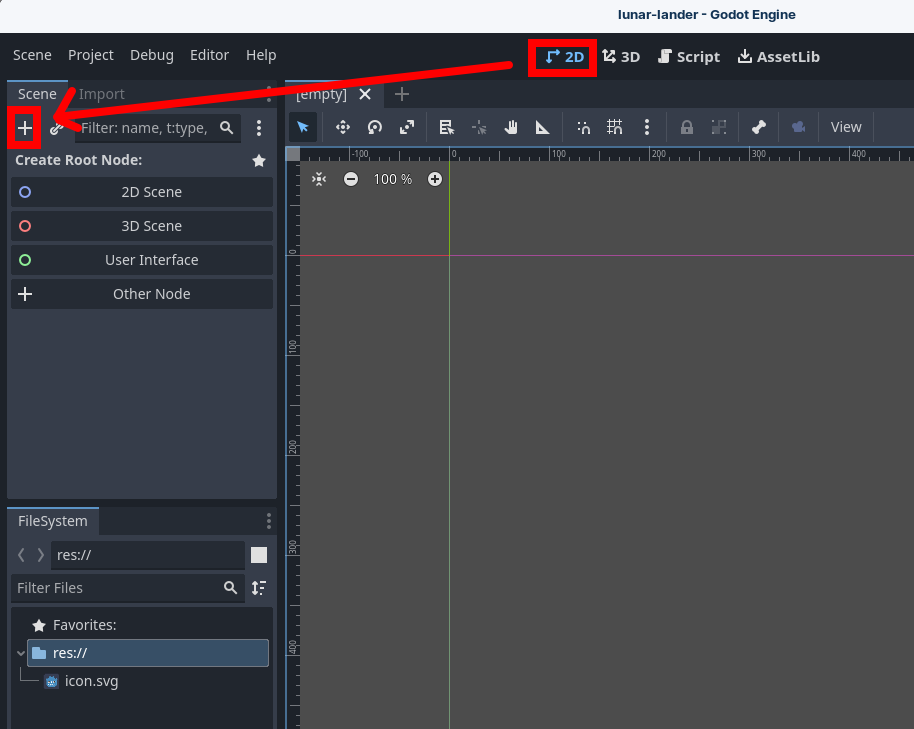 lunar-lander - Godot Engine
Scene Project Debug Editor Help 2D 3D Script AssetLib
Scene Import [empty]
Filter: name, t:type, View
Create Root Node:
2D Scene
3D Scene
User Interface
Other Node
-100 0 100 200 300 400
100 %
0
100
200
300
400
FileSystem
res://
Filter Files
Favorites:
res://
icon.svg